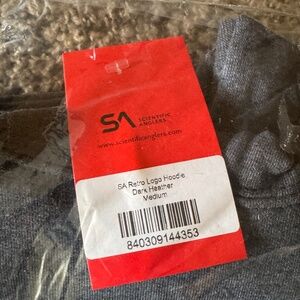 SA SCIENTIFIC
ANGLERS
www.scientificanglers.com
SA Retro Logo Hoodie
Dark Heather
Medium
840309144353